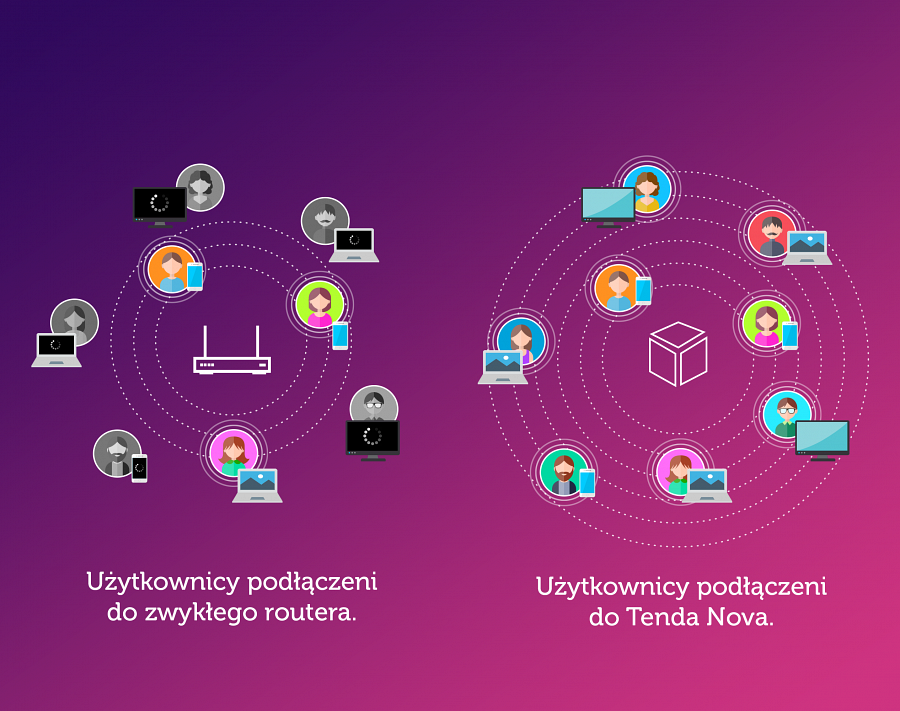 Użytkownicy podłączeni
do zwykłego routera.
Użytkownicy podłączeni
do Tenda Nova.